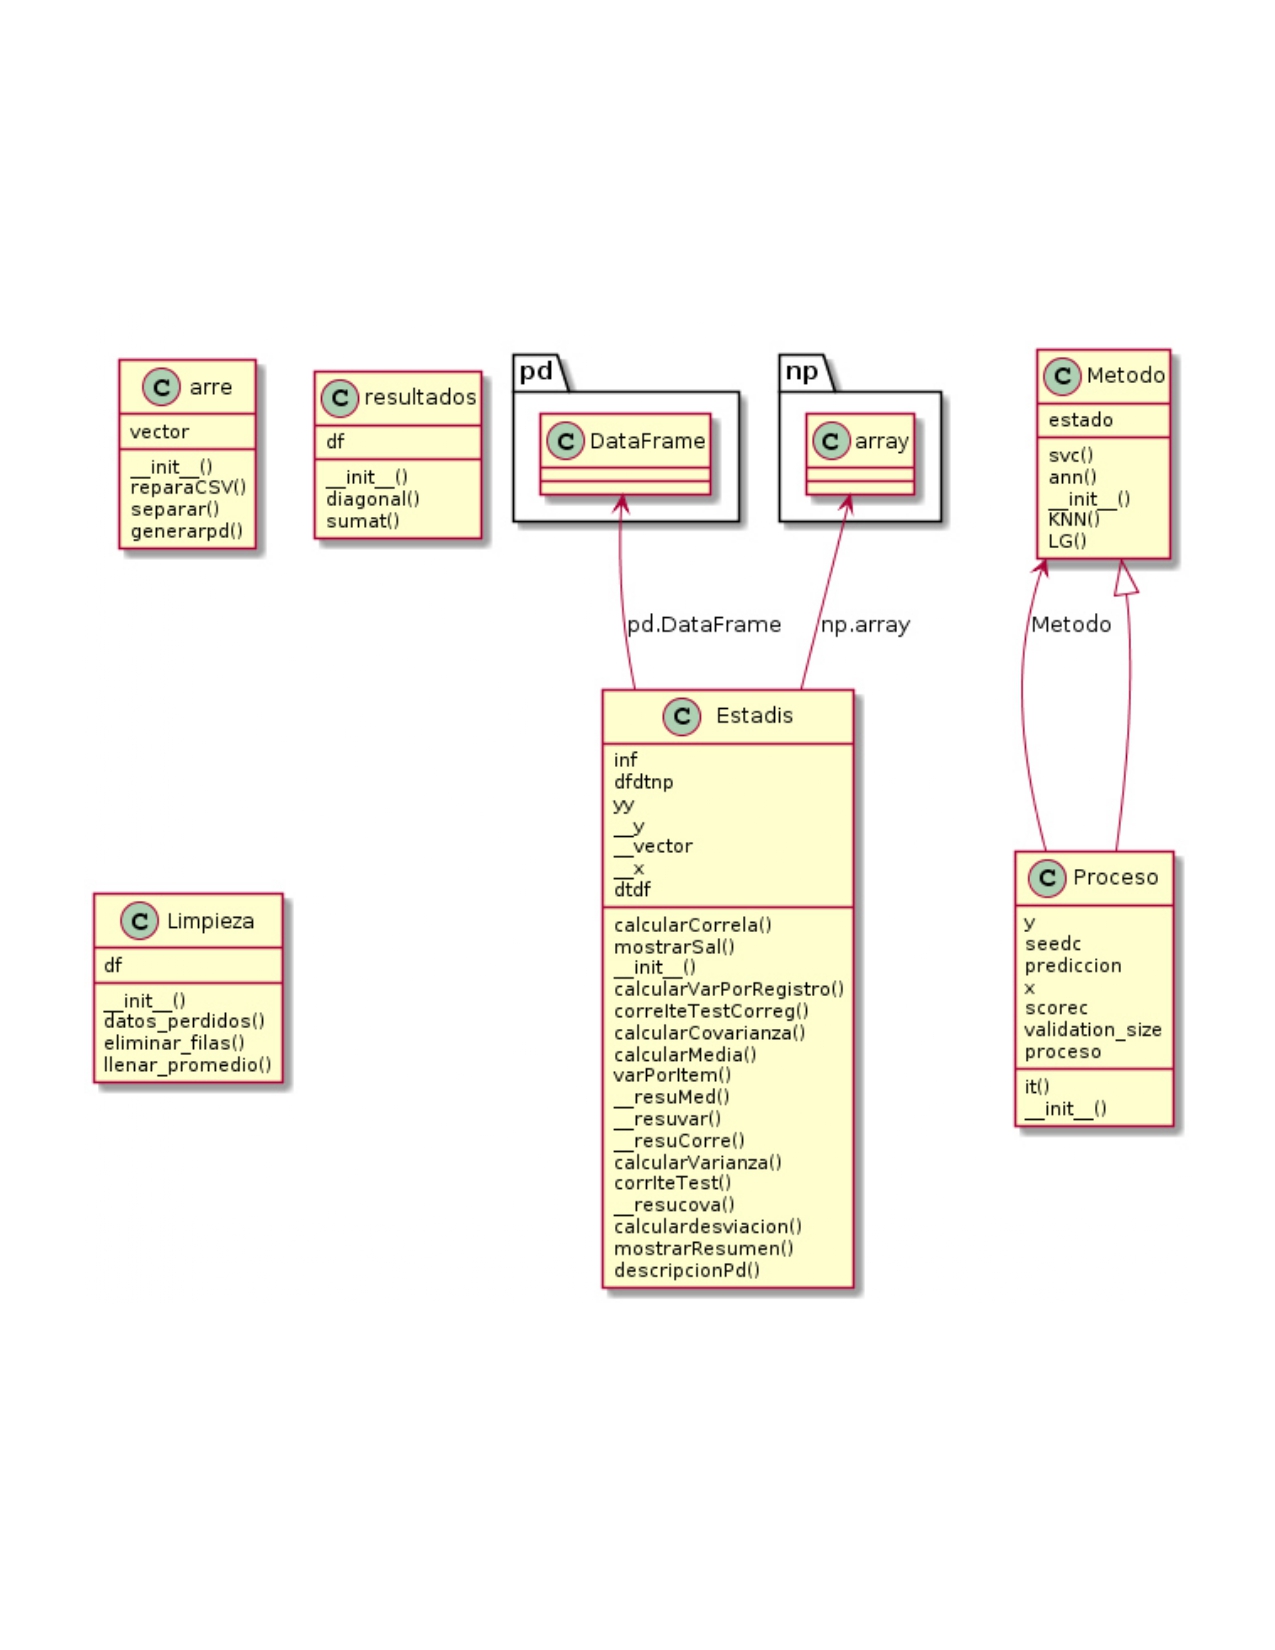 C arre
vector
__init__()
reparaCSV()
separar()
generarpd()
C resultados
df
__init__()
diagonal()
sumat()
pd
C DataFrame
np
C array
C Metodo
estado
svc()
ann()
__init__()
KNN()
LG()
pd.DataFrame
np.array
Metodo
C Estadis
inf
dfdtnp
yy
__y
__vector
__x
dtdf
calcularCorrela()
mostrarSal()
__init__()
calcularVarPorRegistro()
correIteTestCorreg()
calcularCovarianza()
calcularMedia()
varPorItem()
__resuMed()
__resuvar()
__resuCorre()
calcularVarianza()
corrIteTest()
__resucova()
calculardesviacion()
mostrarResumen()
descripcionPd()
C Proceso
y
seedc
prediccion
x
scorec
validation_size
proceso
it()
__init__()
C Limpieza
df
__init__()
datos_perdidos()
eliminar_filas()
llenar_promedio()